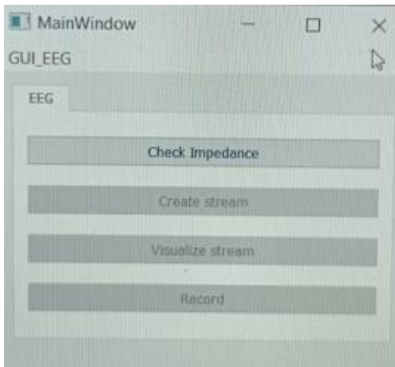 MainWindow
GUI_EEG
EEG
Check Impedance
Create stream
Visualize stream
Record